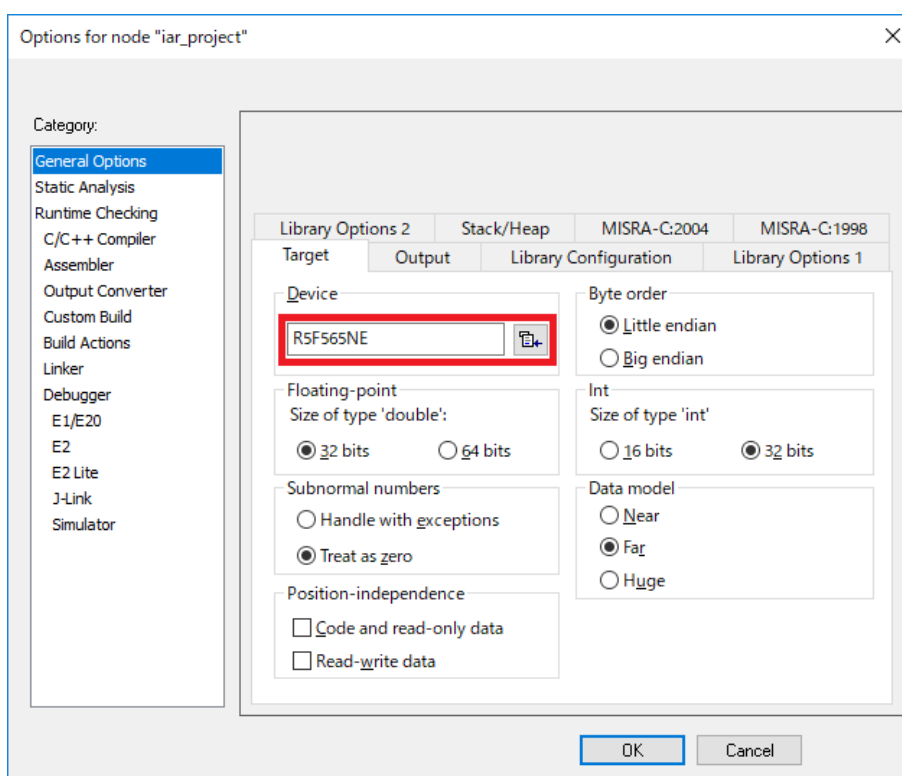 Options for node "iar_project"
Category:
General Options
Static Analysis
Runtime Checking
C/C++ Compiler
Assembler
Output Converter
Custom Build
Build Actions
Linker
Debugger
E1/E20
E2
E2 Lite
J-Link
Simulator
Library Options 2 Stack/Heap MISRA-C:2004 MISRA-C:1998
Target Output Library Configuration Library Options 1
Device
R5F565NE
Byte order
Little endian
Big endian
Floating-point
Size of type 'double':
32 bits 64 bits
Int
Size of type 'int'
16 bits 32 bits
Subnormal numbers
Handle with exceptions
Treat as zero
Data model
Near
Far
Huge
Position-independence
Code and read-only data
Read-write data
OK Cancel